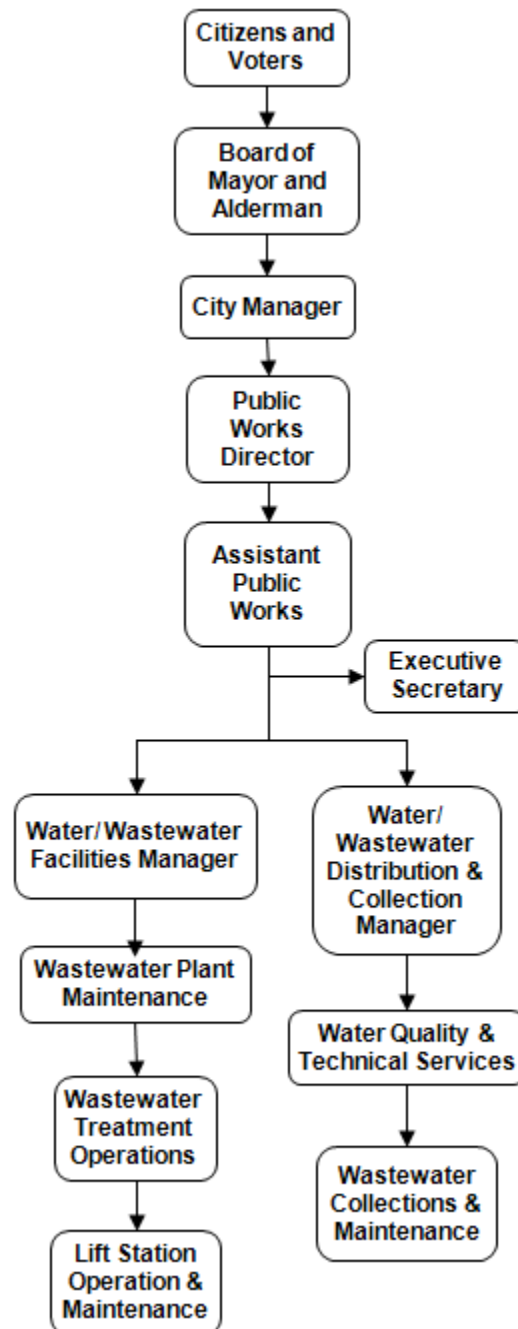 Citizens and
Voters
Board of
Mayor and
Alderman
City Manager
Public
Works
Director
Assistant
Public
Works
Executive
Secretary
Water/ Wastewater
Facilities Manager
Water/
Wastewater
Distribution &
Collection
Manager
Wastewater Plant
Maintenance
Water Quality &
Technical Services
Wastewater
Treatment
Operations
Wastewater
Collections &
Maintenance
Lift Station
Operation &
Maintenance